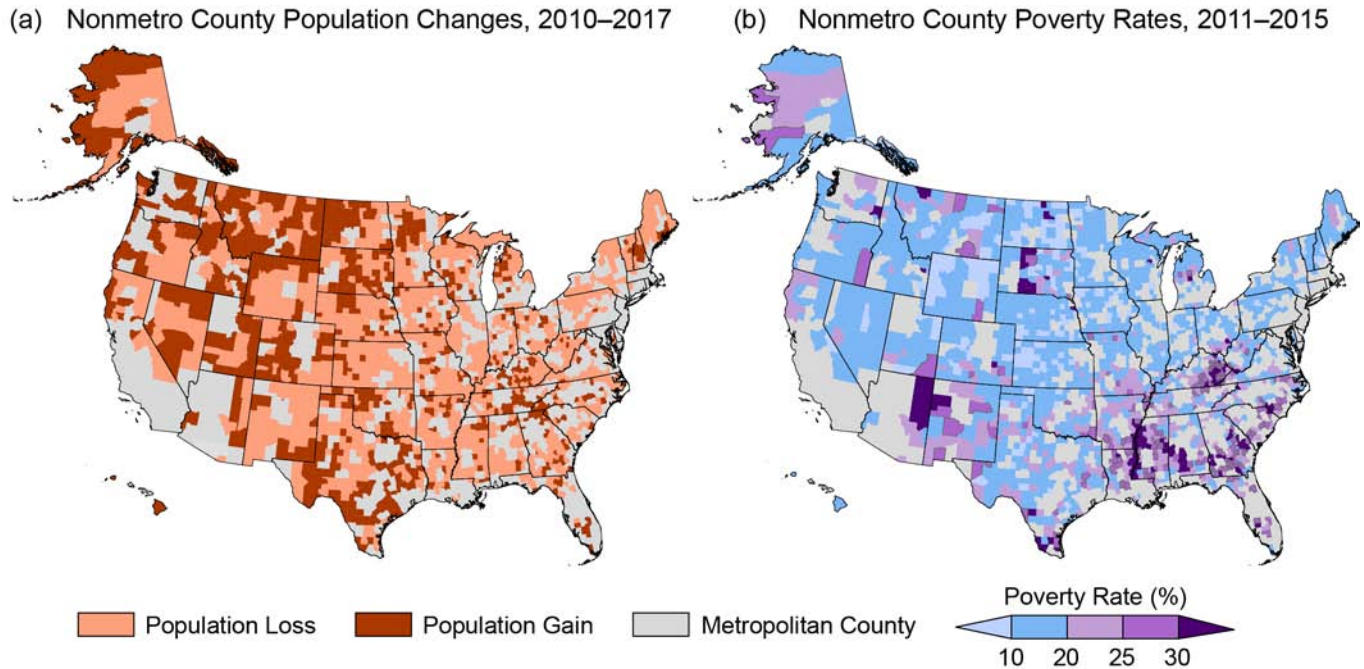 (a) Nonmetro County Population Changes, 2010–2017
(b) Nonmetro County Poverty Rates, 2011–2015
Population Loss
Population Gain
Metropolitan County
Poverty Rate (%)
10 20 25 30